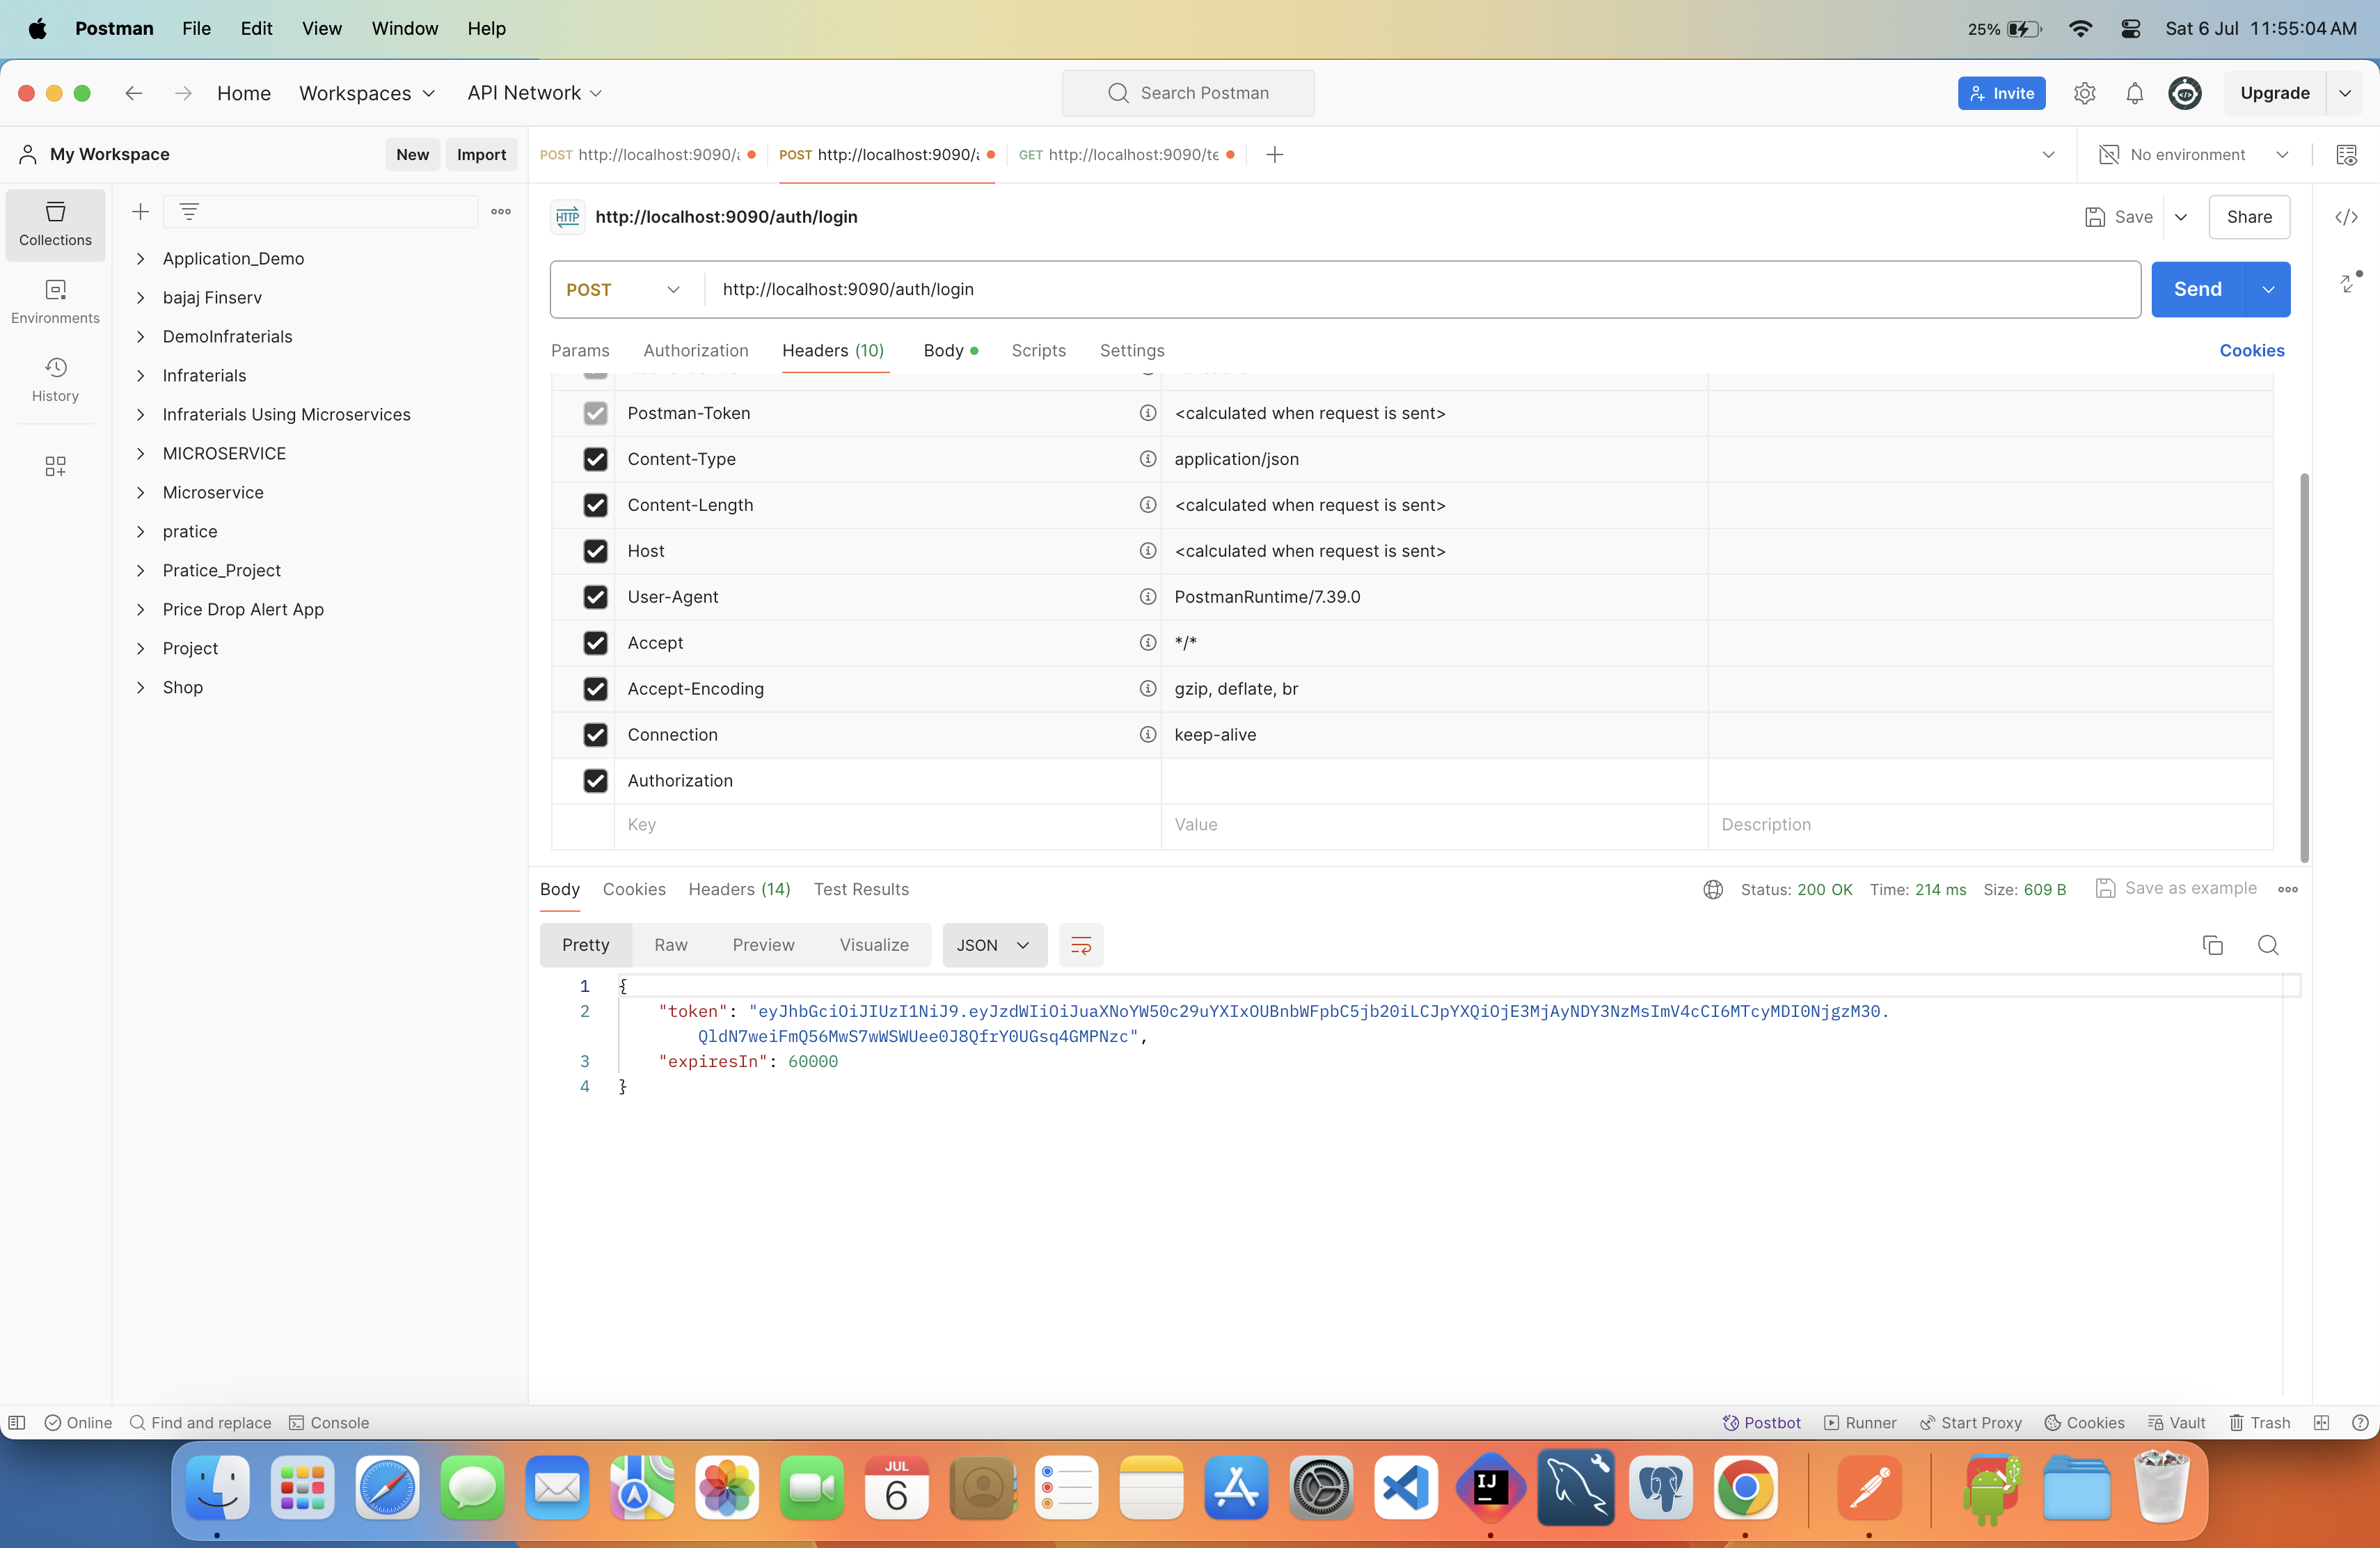 Postman File Edit View Window Help 25% Sat 6 Jul 11:55:04 AM
Home Workspaces API Network Search Postman Invite Upgrade
My Workspace New Import POST http://localhost:9090/a POST http://localhost:9090/a GET http://localhost:9090/te No environment
Collections
Environments
History
Application_Demo
bajaj Finserv
DemoInfraterials
Infraterials
Infraterials Using Microservices
MICROSERVICE
Microservice
pratice
Pratice_Project
Price Drop Alert App
Project
Shop
HTTP http://localhost:9090/auth/login Save Share
POST http://localhost:9090/auth/login Send
Params Authorization Headers (10) Body Scripts Settings Cookies
Postman-Token <calculated when request is sent>
Content-Type application/json
Content-Length <calculated when request is sent>
Host <calculated when request is sent>
User-Agent PostmanRuntime/7.39.0
Accept */*
Accept-Encoding gzip, deflate, br
Connection keep-alive
Authorization
Key Value Description
Body Cookies Headers (14) Test Results Status: 200 OK Time: 214 ms Size: 609 B Save as example
Pretty Raw Preview Visualize JSON
1 {
2 "token": "eyJhbGciOiJIUzI1NiJ9.eyJzdWIiOiJuaXNoYW50c29uYXIxOUBnbWFpbC5jb20iLCJpYXQiOjE3MjAyNDY3NzMsImV4cCI6MTcyMDI0NjgzM30.
QldN7weiFmQ56MwS7wWSWUee0J8QfrY0UGsq4GMPNzc",
3 "expiresIn": 60000
4 }
Online Find and replace Console Postbot Runner Start Proxy Cookies Vault Trash
JUL
6
IJ